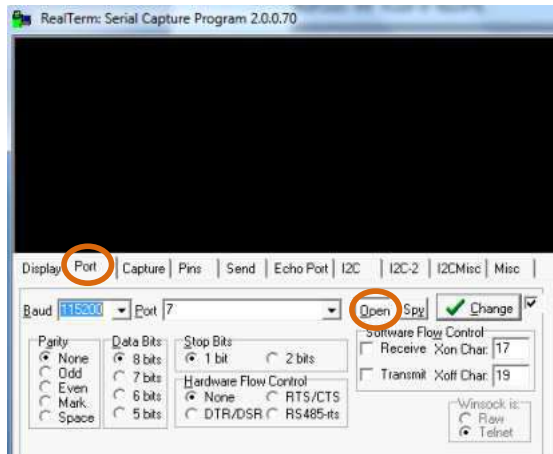 RealTerm: Serial Capture Program 2.0.0.70
Display Port Capture Pins Send Echo Port I2C I2C-2 I2CMisc Misc
Baud 115200 Port 7 Open Spy Change
Parity
None
Odd
Even
Mark
Space
Data Bits
8 bits
7 bits
6 bits
5 bits
Stop Bits
1 bit 2 bits
Hardware Flow Control
None RTS/CTS
DTR/DSR RS485-rts
Software Flow Control
Receive Xon Char: 17
Transmit Xoff Char: 19
Winsock is:
Raw
Telnet